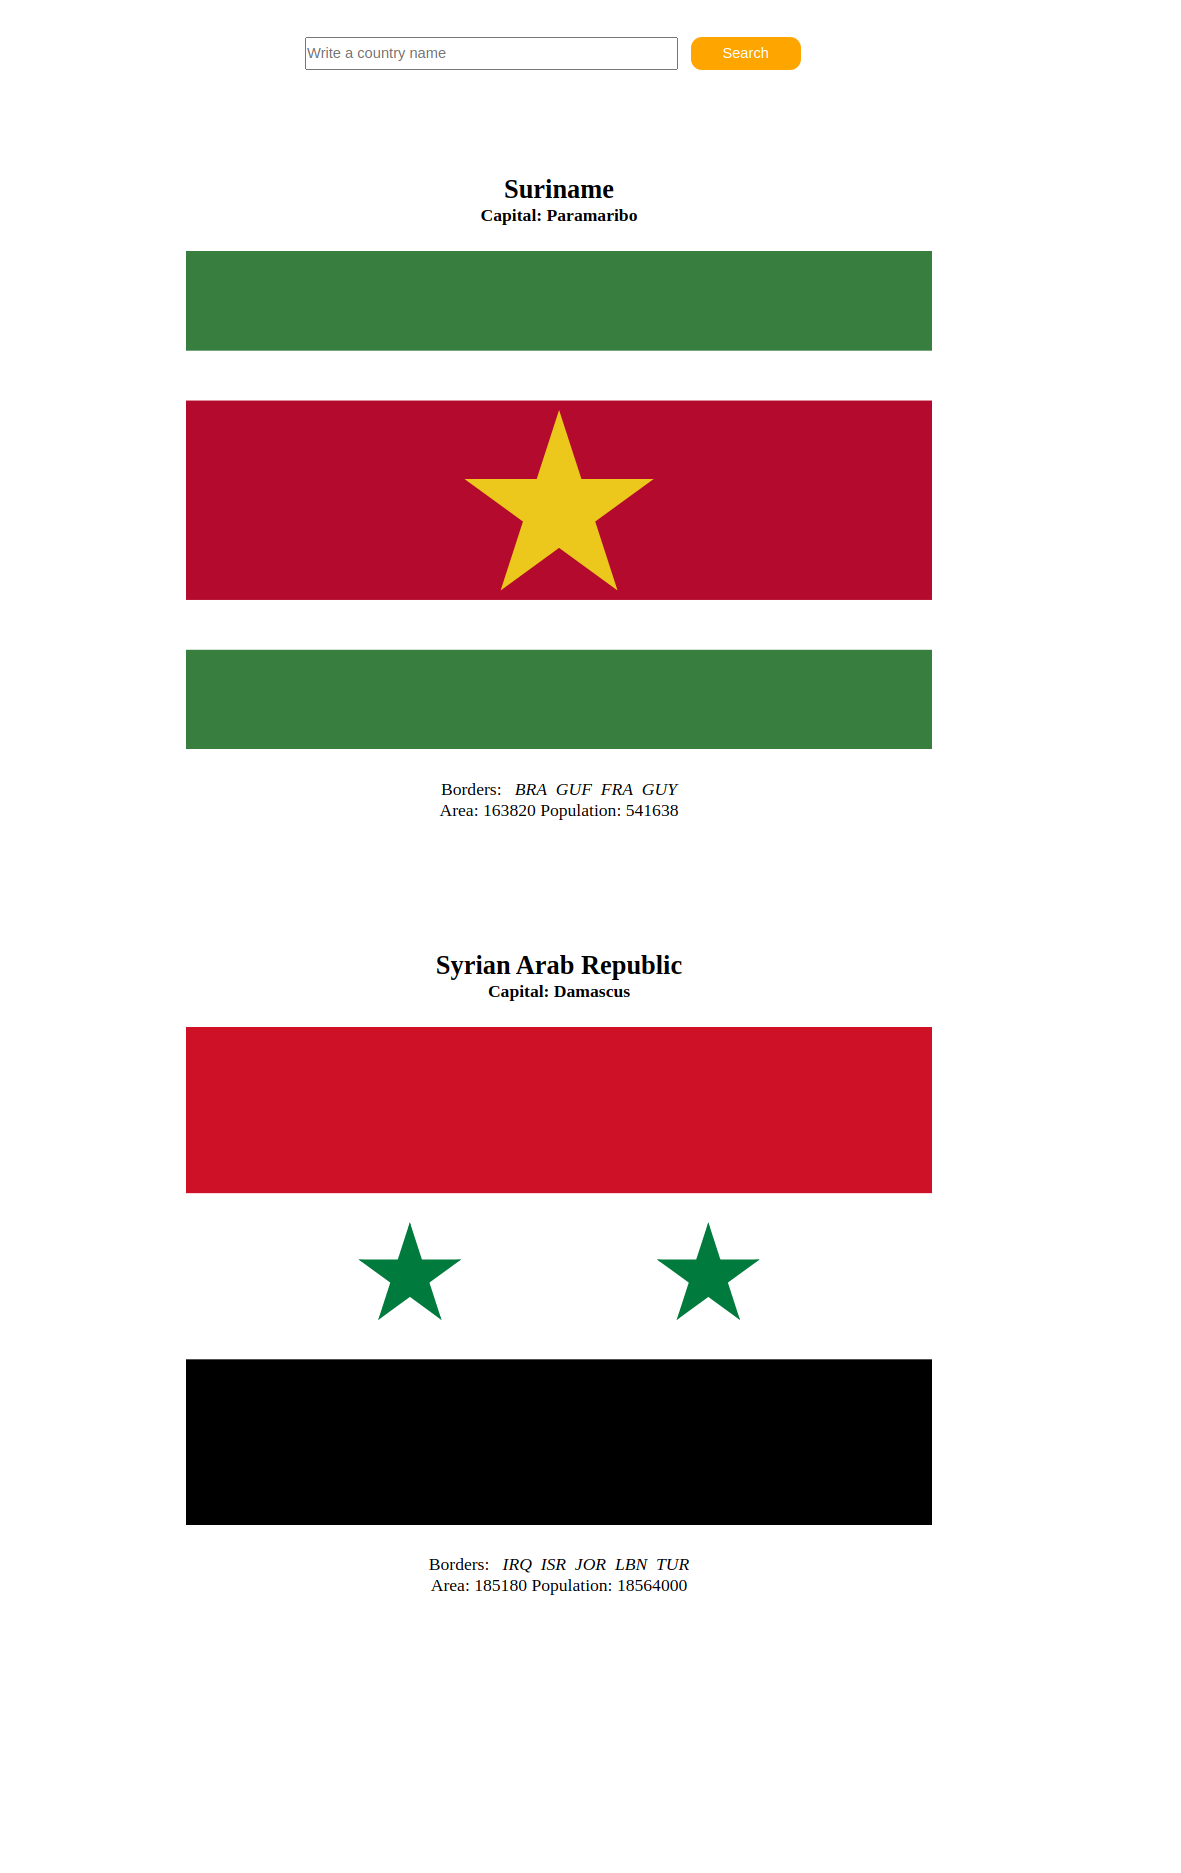 Write a country name Search
Suriname
Capital: Paramaribo
Borders: BRA GUF FRA GUY
Area: 163820 Population: 541638
Syrian Arab Republic
Capital: Damascus
Borders: IRQ ISR JOR LBN TUR
Area: 185180 Population: 18564000